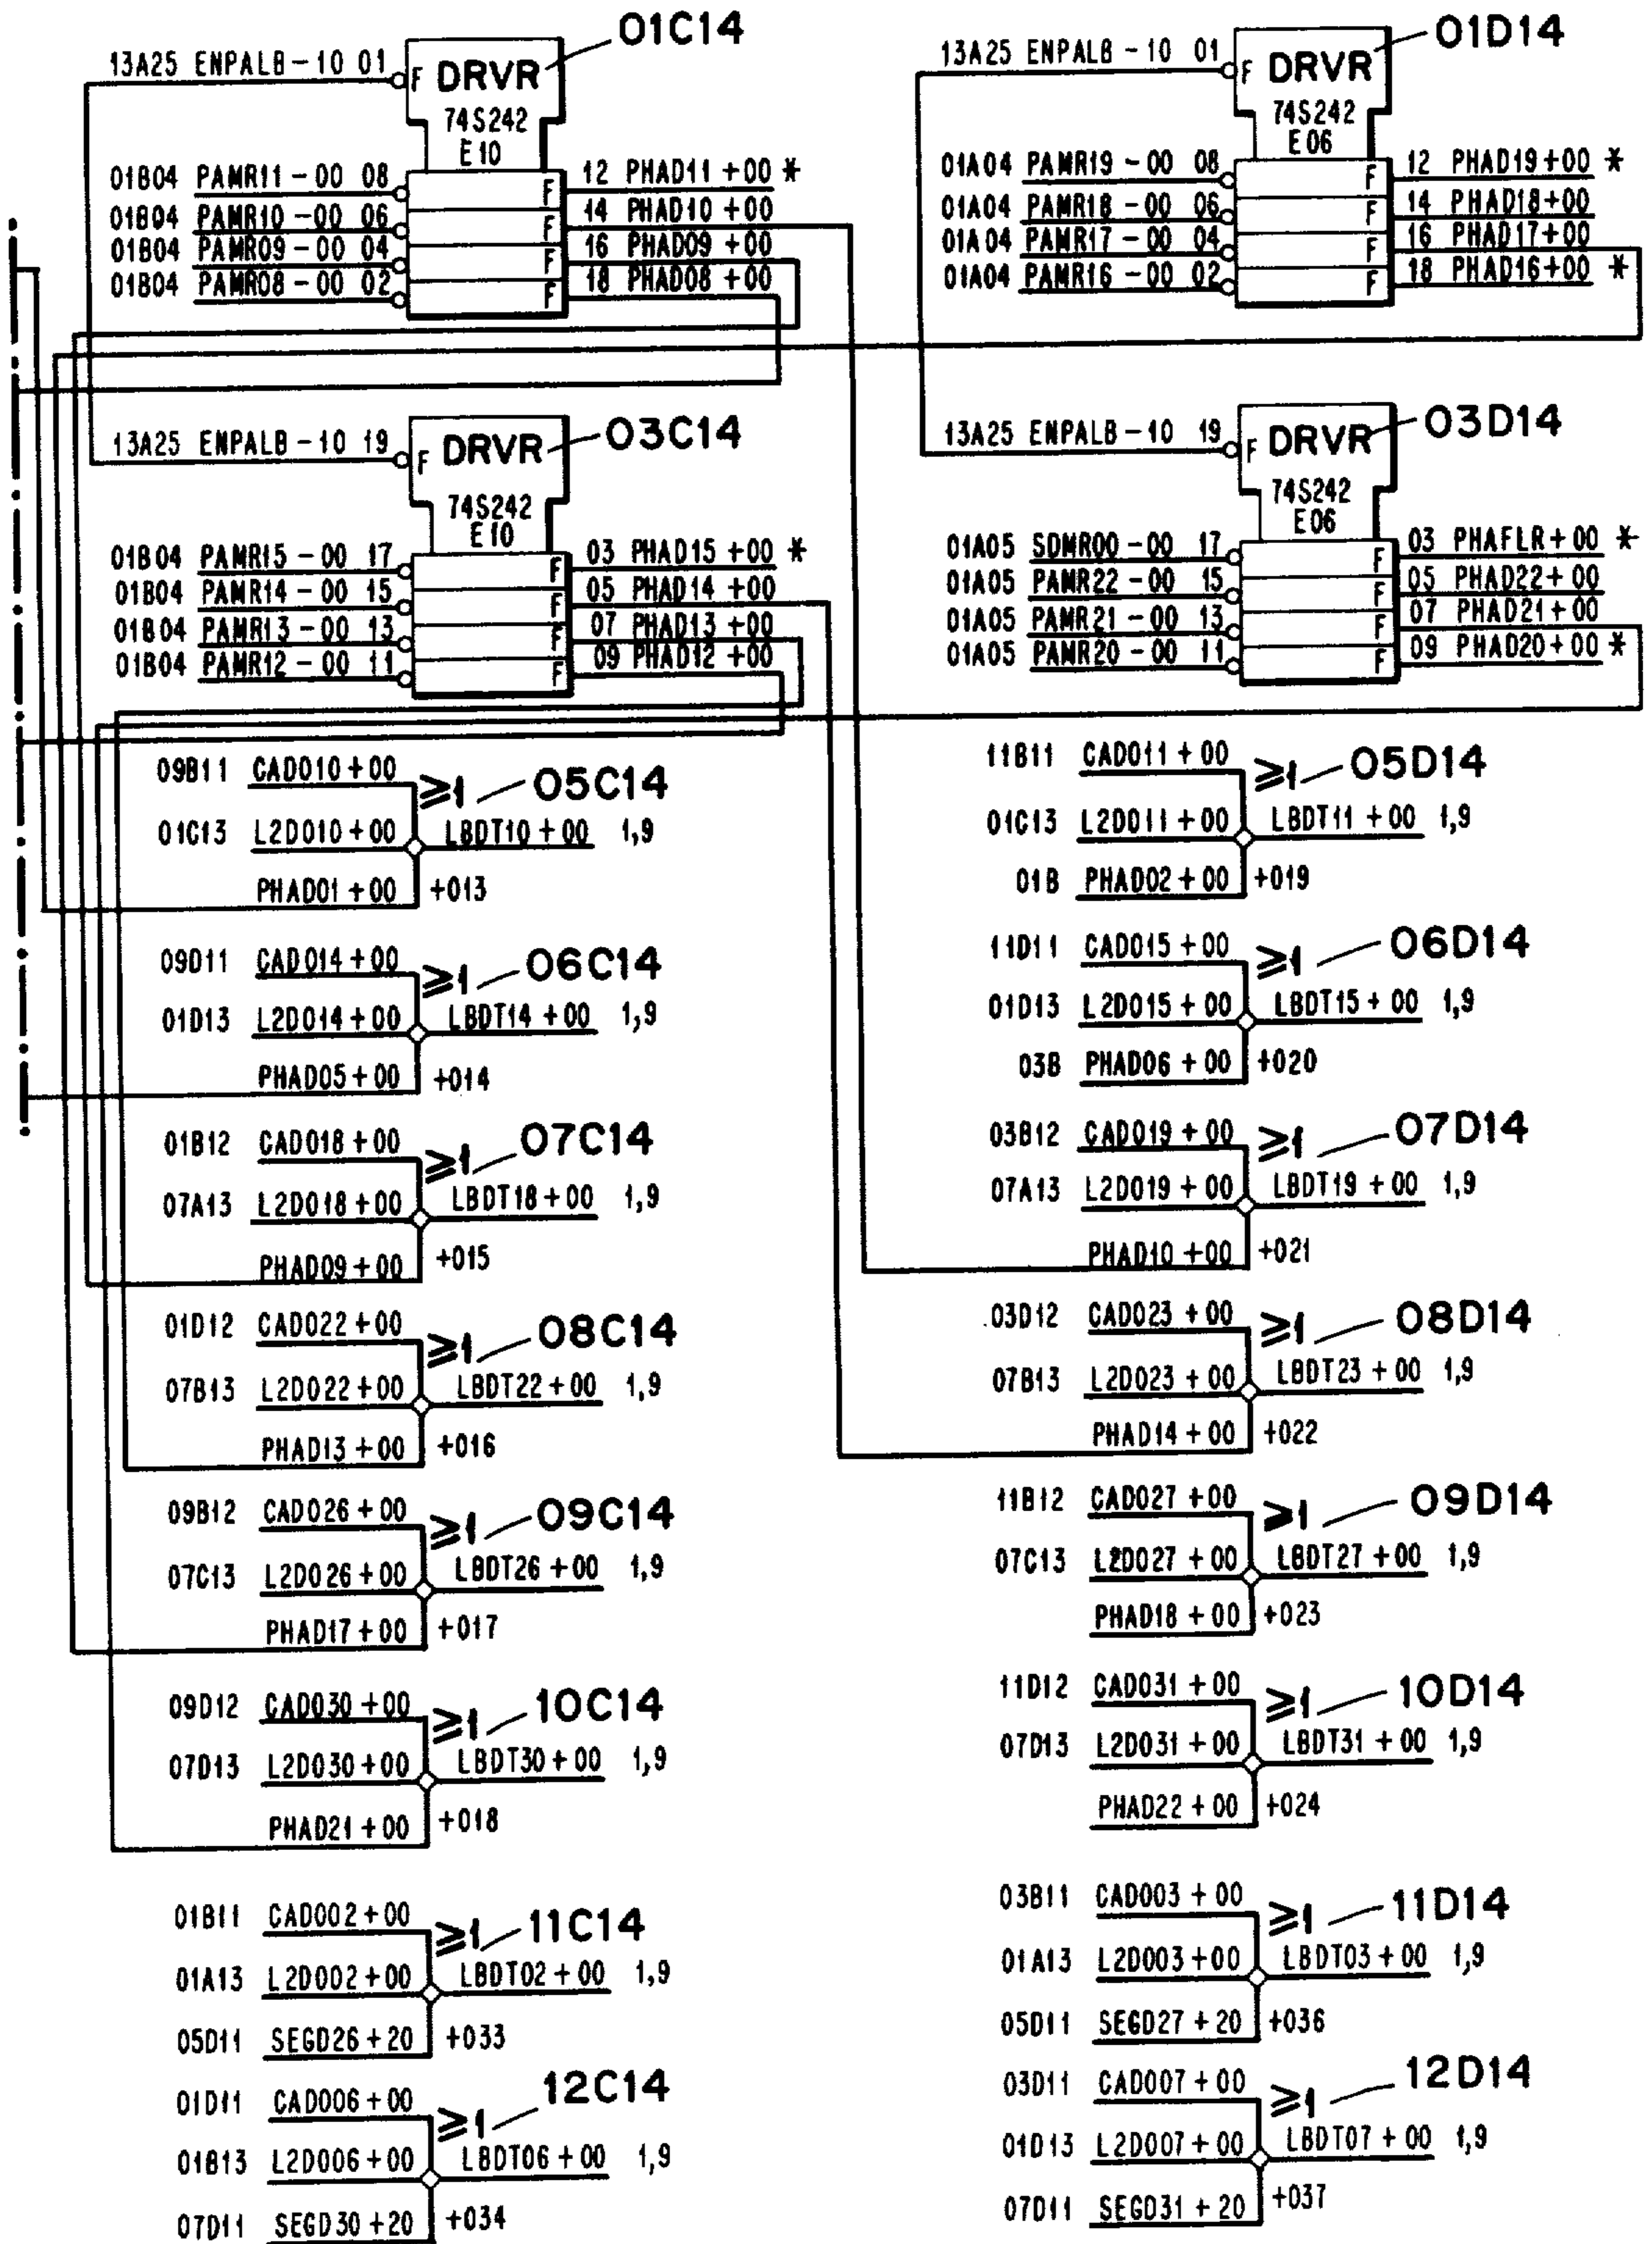 01C14
13A25 ENPALB-10 01
F DRVR
74S242
E10
01B04 PAMR11-00 08
F 12 PHAD11+00 *
01B04 PAMR10-00 06
F 14 PHAD10+00
01B04 PAMR09-00 04
F 16 PHAD09+00
01B04 PAMR08-00 02
F 18 PHAD08+00
01D14
13A25 ENPALB-10 01
F DRVR
74S242
E06
01A04 PAMR19-00 08
F 12 PHAD19+00 *
01A04 PAMR18-00 06
F 14 PHAD18+00
01A04 PAMR17-00 04
F 16 PHAD17+00
01A04 PAMR16-00 02
F 18 PHAD16+00 *
03C14
13A25 ENPALB-10 19
F DRVR
74S242
E10
01B04 PAMR15-00 17
F 03 PHAD15+00 *
01B04 PAMR14-00 15
F 05 PHAD14+00
01B04 PAMR13-00 13
F 07 PHAD13+00
01B04 PAMR12-00 11
F 09 PHAD12+00
03D14
13A25 ENPALB-10 19
F DRVR
74S242
E06
01A05 SDMR00-00 17
F 03 PHAFLR+00 *
01A05 PAMR22-00 15
F 05 PHAD22+00
01A05 PAMR21-00 13
F 07 PHAD21+00
01A05 PAMR20-00 11
F 09 PHAD20+00 *
09B11 CAD010+00
≥1 05C14
01C13 L2D010+00 LBDT10+00 1,9
PHAD01+00 +013
11B11 CAD011+00
≥1 05D14
01C13 L2D011+00 LBDT11+00 1,9
01B PHAD02+00 +019
09D11 CAD014+00
≥1 06C14
01D13 L2D014+00 LBDT14+00 1,9
PHAD05+00 +014
11D11 CAD015+00
≥1 06D14
01D13 L2D015+00 LBDT15+00 1,9
03B PHAD06+00 +020
01B12 CAD018+00
≥1 07C14
07A13 L2D018+00 LBDT18+00 1,9
PHAD09+00 +015
03B12 CAD019+00
≥1 07D14
07A13 L2D019+00 LBDT19+00 1,9
PHAD10+00 +021
01D12 CAD022+00
≥1 08C14
07B13 L2D022+00 LBDT22+00 1,9
PHAD13+00 +016
03D12 CAD023+00
≥1 08D14
07B13 L2D023+00 LBDT23+00 1,9
PHAD14+00 +022
09B12 CAD026+00
≥1 09C14
07C13 L2D026+00 LBDT26+00 1,9
PHAD17+00 +017
11B12 CAD027+00
≥1 09D14
07C13 L2D027+00 LBDT27+00 1,9
PHAD18+00 +023
09D12 CAD030+00
≥1 10C14
07D13 L2D030+00 LBDT30+00 1,9
PHAD21+00 +018
11D12 CAD031+00
≥1 10D14
07D13 L2D031+00 LBDT31+00 1,9
PHAD22+00 +024
01B11 CAD002+00
≥1 11C14
01A13 L2D002+00 LBDT02+00 1,9
05D11 SEGD26+20 +033
03B11 CAD003+00
≥1 11D14
01A13 L2D003+00 LBDT03+00 1,9
05D11 SEGD27+20 +036
01D11 CAD006+00
≥1 12C14
01B13 L2D006+00 LBDT06+00 1,9
07D11 SEGD30+20 +034
03D11 CAD007+00
≥1 12D14
01D13 L2D007+00 LBDT07+00 1,9
07D11 SEGD31+20 +037